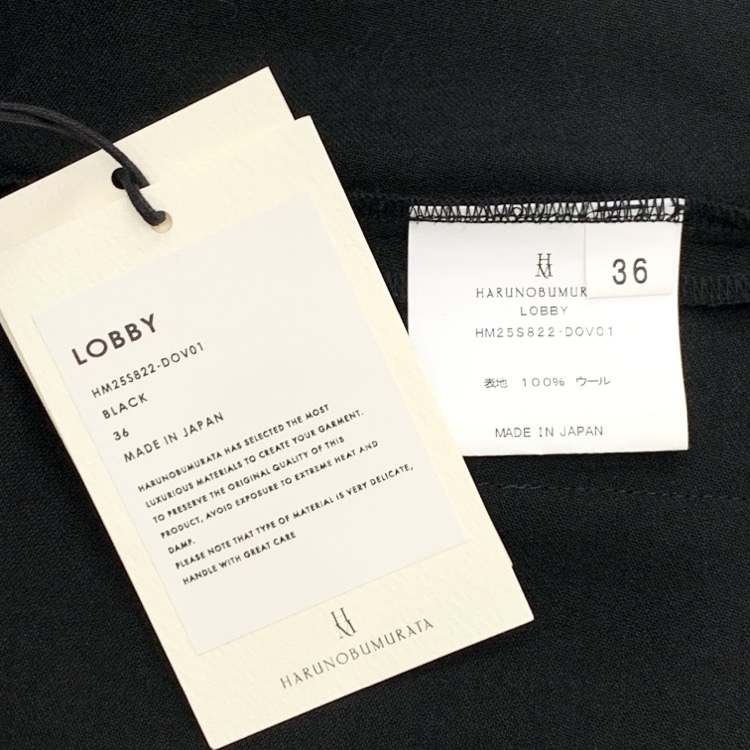 LOBBY
HM25S822-DOV01
BLACK
36
MADE IN JAPAN
HARUNOBUMURATA HAS SELECTED THE MOST
LUXURIOUS MATERIALS TO CREATE YOUR GARMENT.
TO PRESERVE THE ORIGINAL QUALITY OF THIS
PRODUCT, AVOID EXPOSURE TO EXTREME HEAT AND
DAMP.
PLEASE NOTE THAT TYPE OF MATERIAL IS VERY DELICATE,
HANDLE WITH GREAT CARE
HM
HARUNOBUMURATA
HM
36
HARUNOBUMUR
LOBBY
HM25S822-DOV01
表地 100% ウール
MADE IN JAPAN